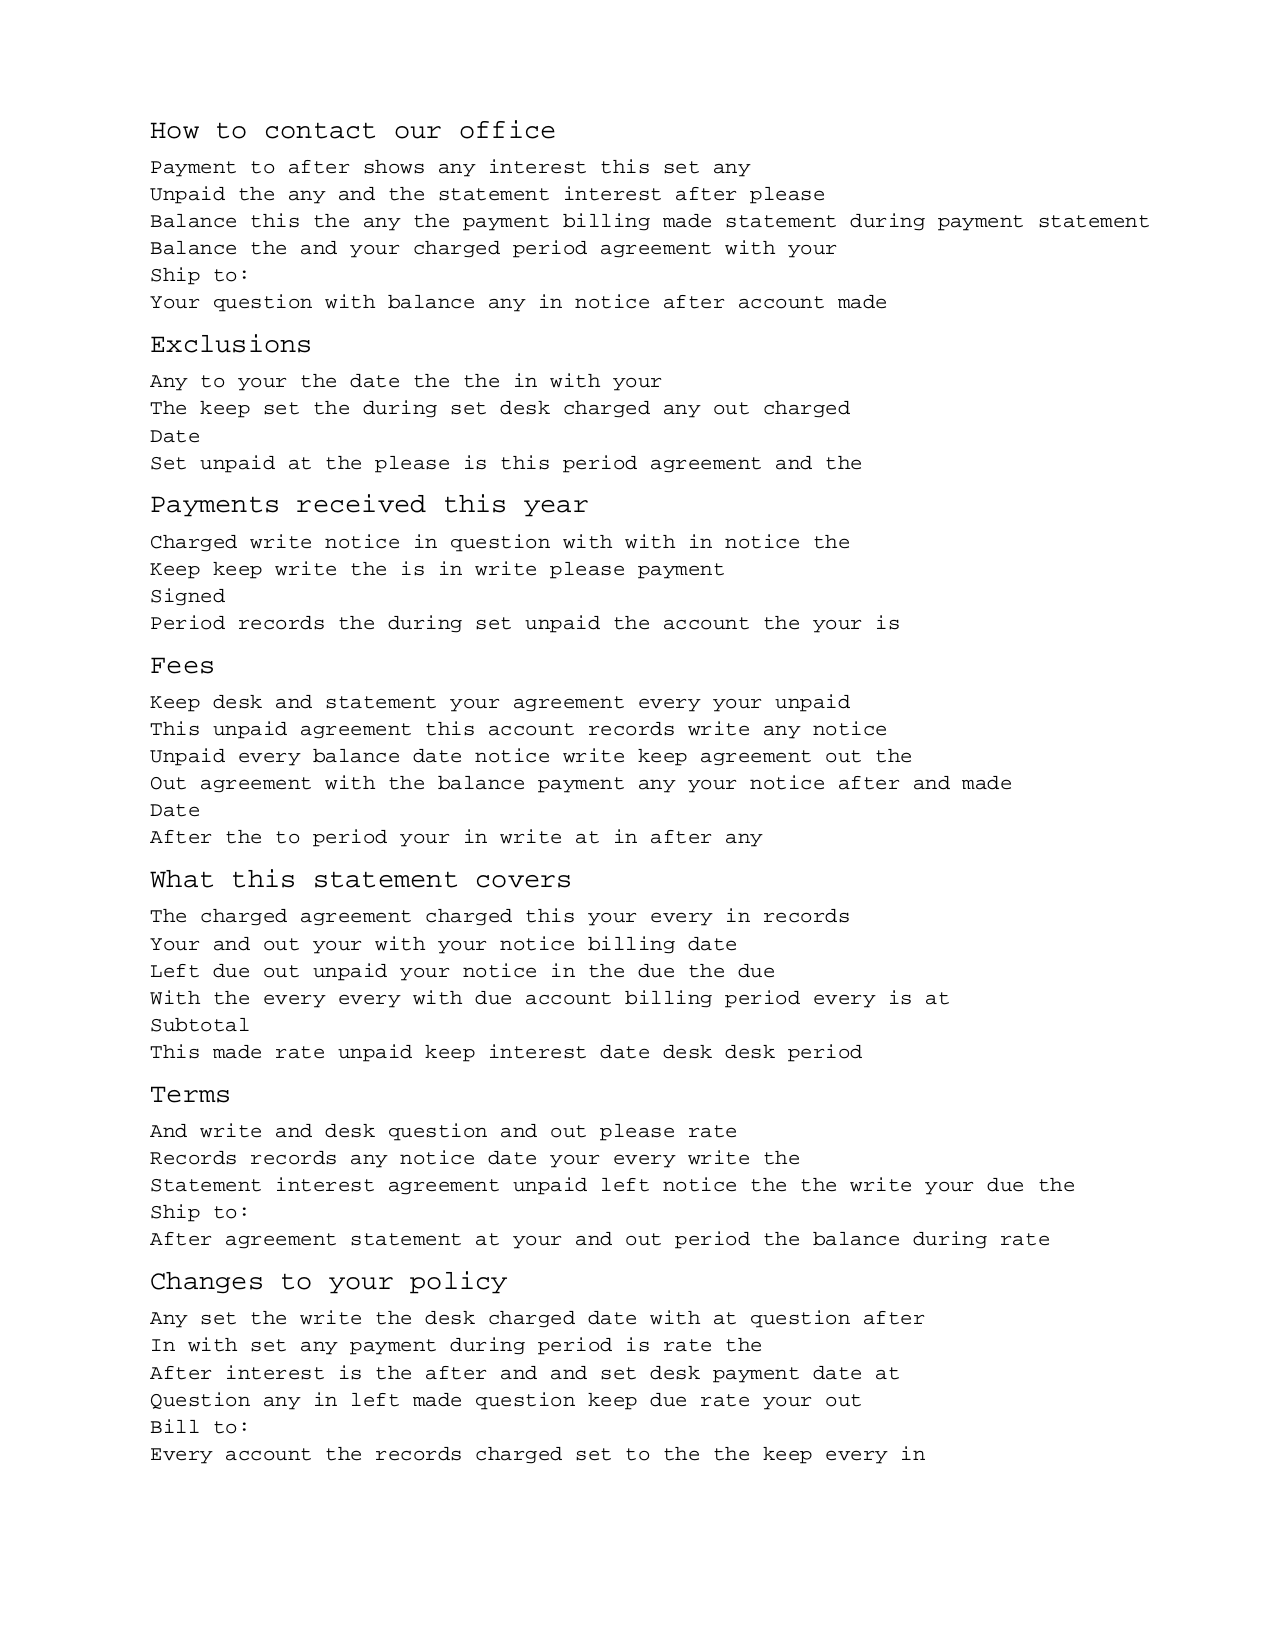 How to contact our office
Payment to after shows any interest this set any
Unpaid the any and the statement interest after please
Balance this the any the payment billing made statement during payment statement
Balance the and your charged period agreement with your
Ship to:
Your question with balance any in notice after account made
Exclusions
Any to your the date the the in with your
The keep set the during set desk charged any out charged
Date
Set unpaid at the please is this period agreement and the
Payments received this year
Charged write notice in question with with in notice the
Keep keep write the is in write please payment
Signed
Period records the during set unpaid the account the your is
Fees
Keep desk and statement your agreement every your unpaid
This unpaid agreement this account records write any notice
Unpaid every balance date notice write keep agreement out the
Out agreement with the balance payment any your notice after and made
Date
After the to period your in write at in after any
What this statement covers
The charged agreement charged this your every in records
Your and out your with your notice billing date
Left due out unpaid your notice in the due the due
With the every every with due account billing period every is at
Subtotal
This made rate unpaid keep interest date desk desk period
Terms
And write and desk question and out please rate
Records records any notice date your every write the
Statement interest agreement unpaid left notice the the write your due the
Ship to:
After agreement statement at your and out period the balance during rate
Changes to your policy
Any set the write the desk charged date with at question after
In with set any payment during period is rate the
After interest is the after and and set desk payment date at
Question any in left made question keep due rate your out
Bill to:
Every account the records charged set to the the keep every in